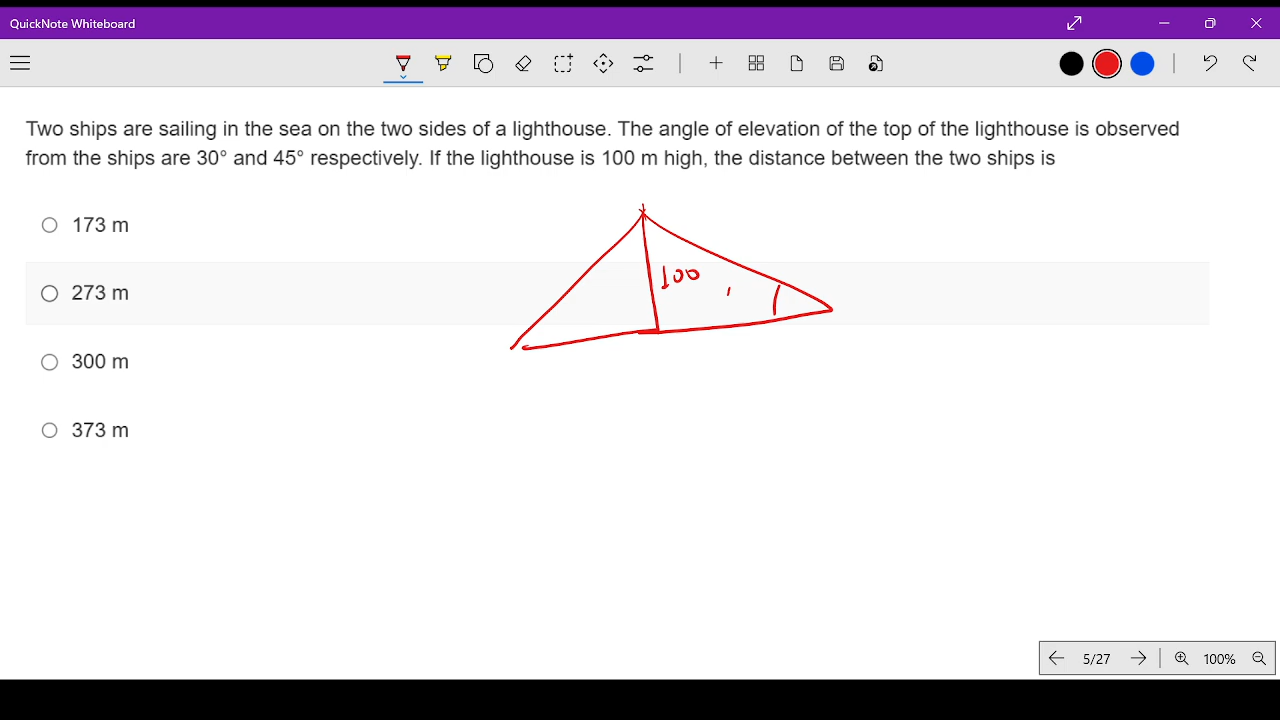 QuickNote Whiteboard
Two ships are sailing in the sea on the two sides of a lighthouse. The angle of elevation of the top of the lighthouse is observed
from the ships are 30° and 45° respectively. If the lighthouse is 100 m high, the distance between the two ships is
173 m
100
273 m
300 m
373 m
5/27 100%